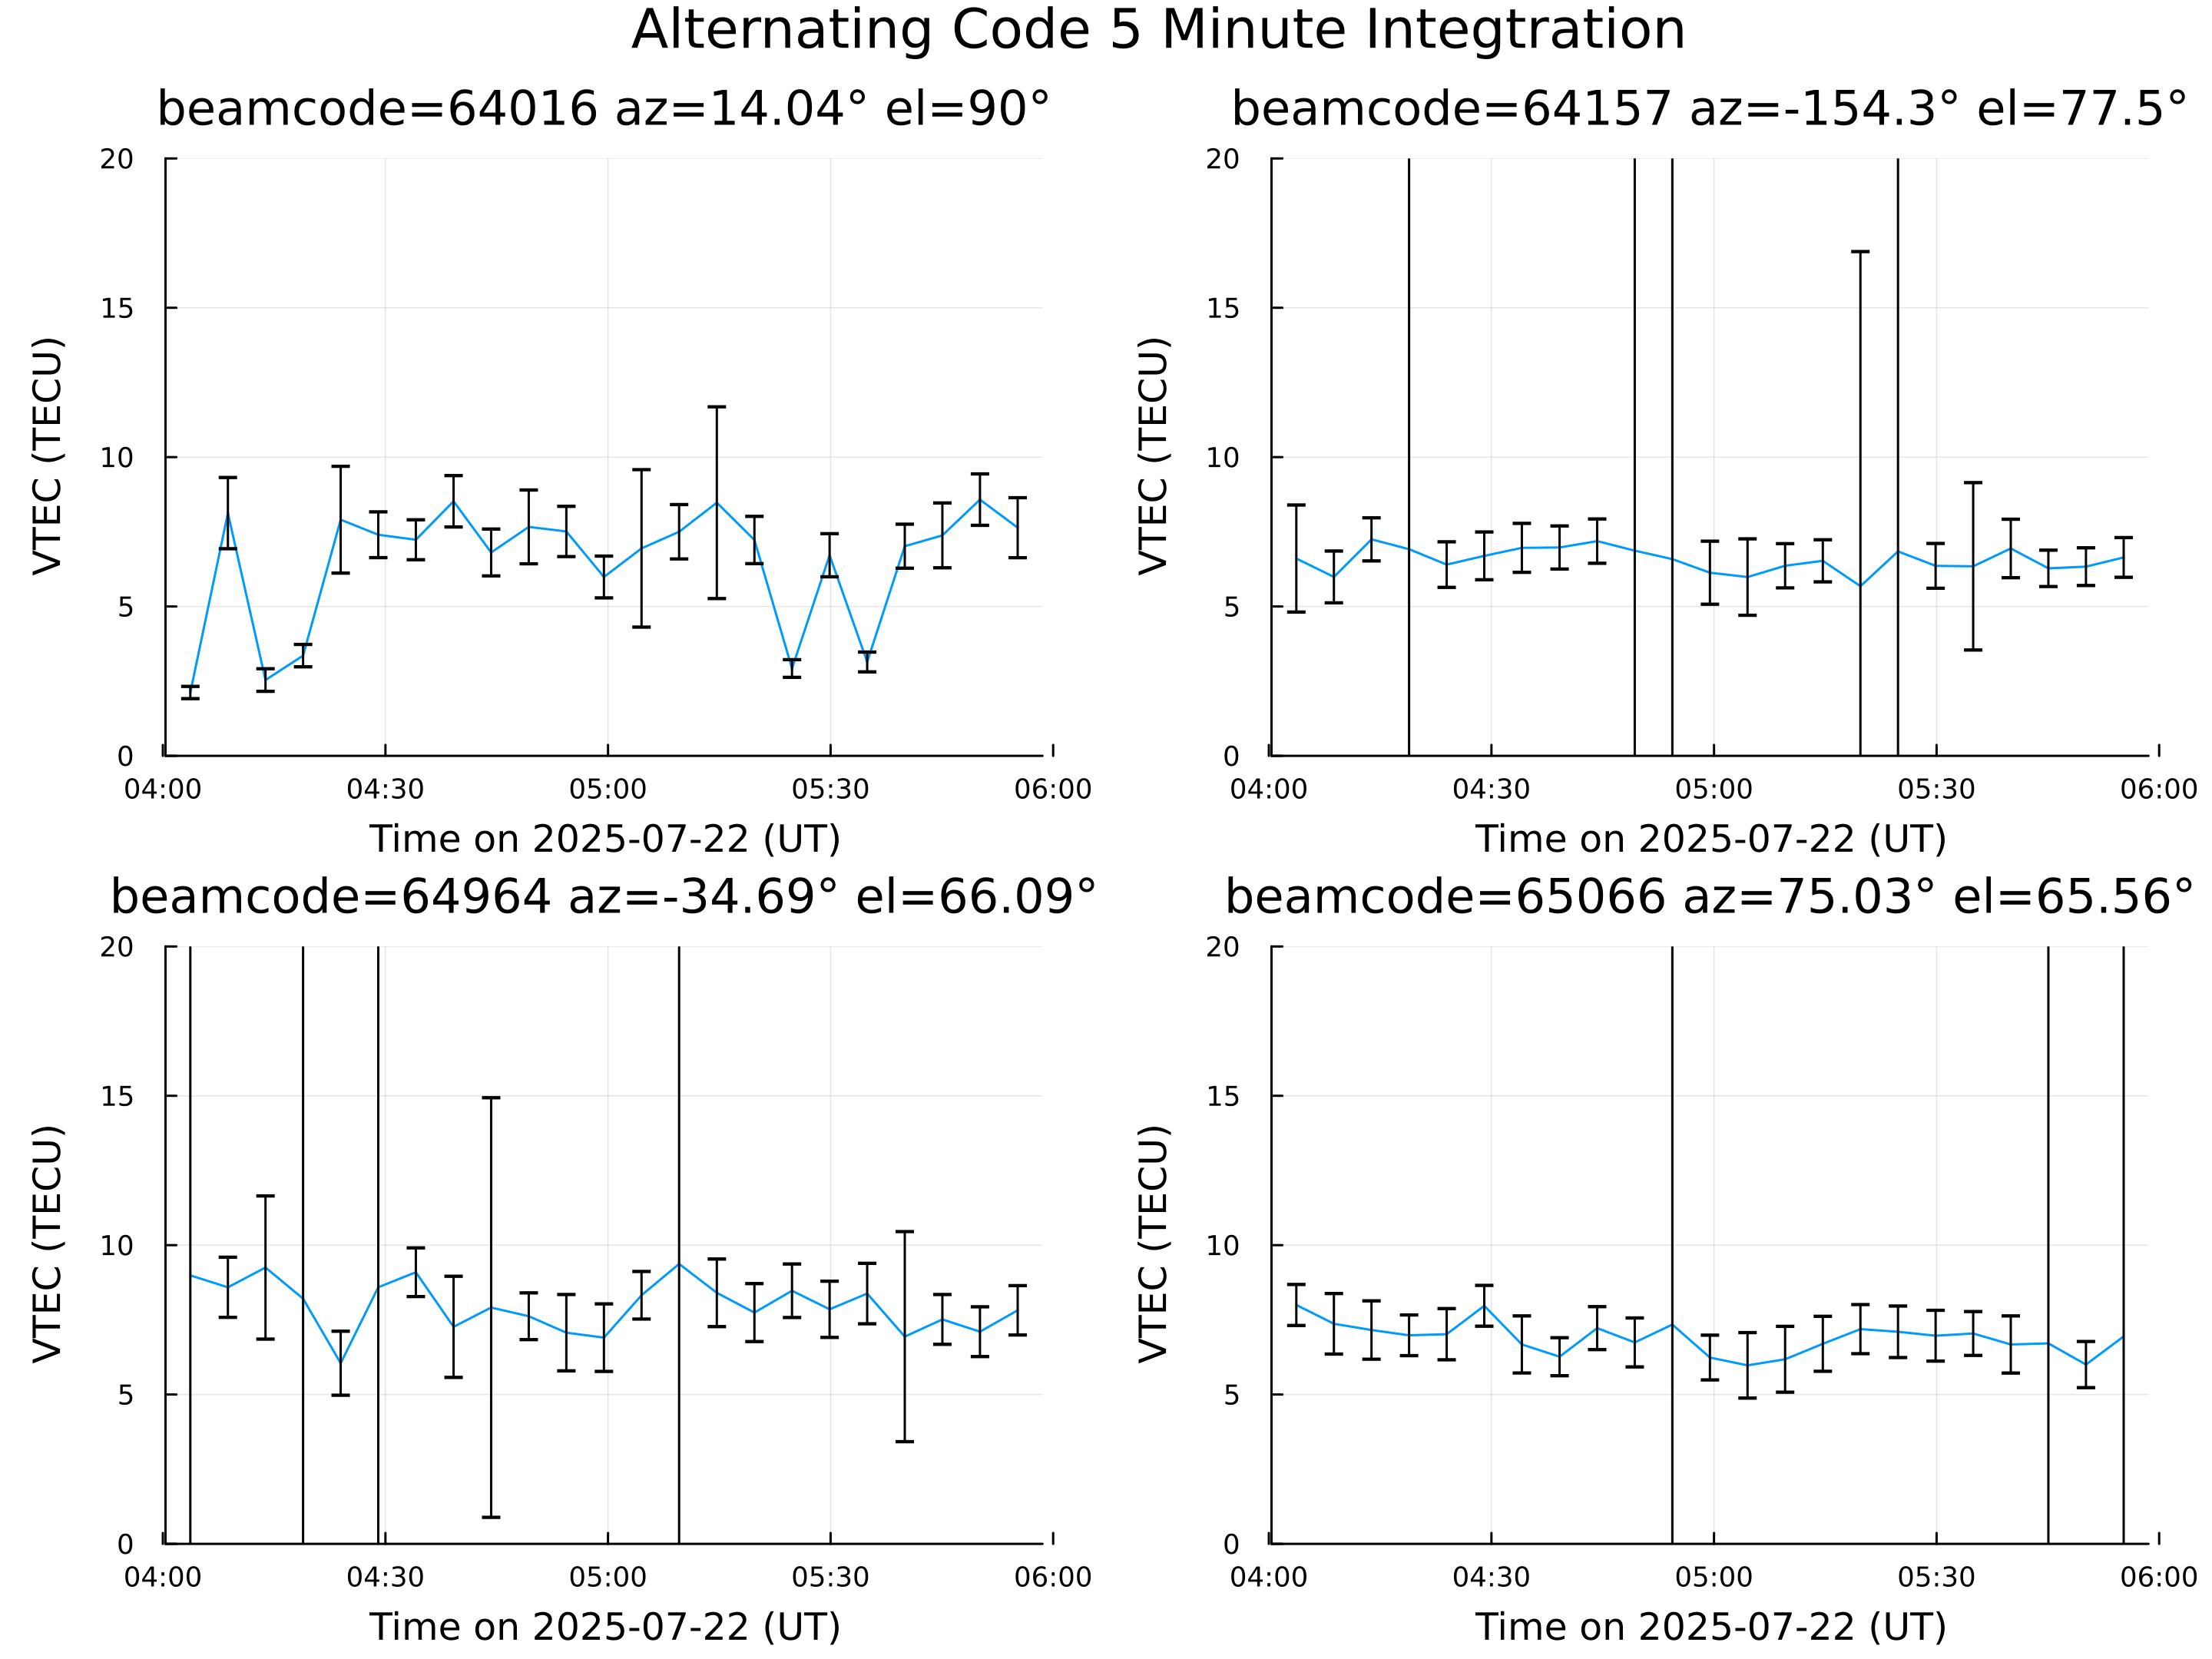 Alternating Code 5 Minute Integtration
beamcode=64016 az=14.04° el=90°
VTEC (TECU)
20
15
10
5
0
04:00 04:30 05:00 05:30 06:00
Time on 2025-07-22 (UT)
beamcode=64157 az=-154.3° el=77.5°
VTEC (TECU)
20
15
10
5
0
04:00 04:30 05:00 05:30 06:00
Time on 2025-07-22 (UT)
beamcode=64964 az=-34.69° el=66.09°
VTEC (TECU)
20
15
10
5
0
04:00 04:30 05:00 05:30 06:00
Time on 2025-07-22 (UT)
beamcode=65066 az=75.03° el=65.56°
VTEC (TECU)
20
15
10
5
0
04:00 04:30 05:00 05:30 06:00
Time on 2025-07-22 (UT)